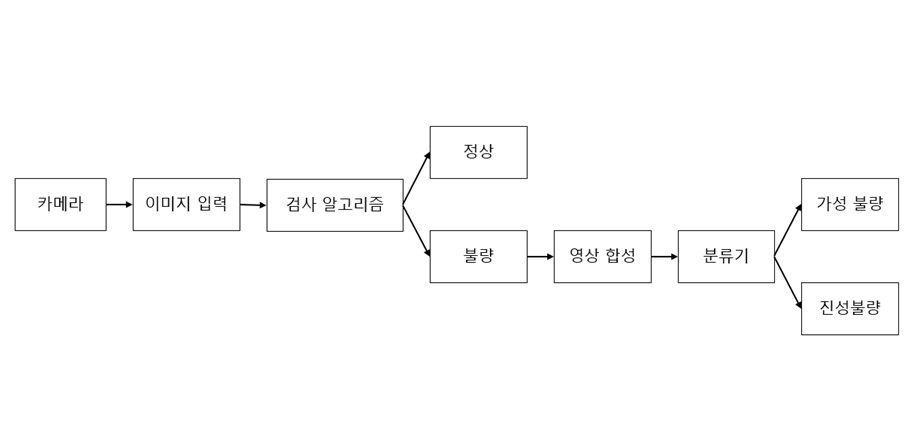 카메라
이미지 입력
검사 알고리즘
정상
불량
영상 합성
분류기
가성 불량
진성불량